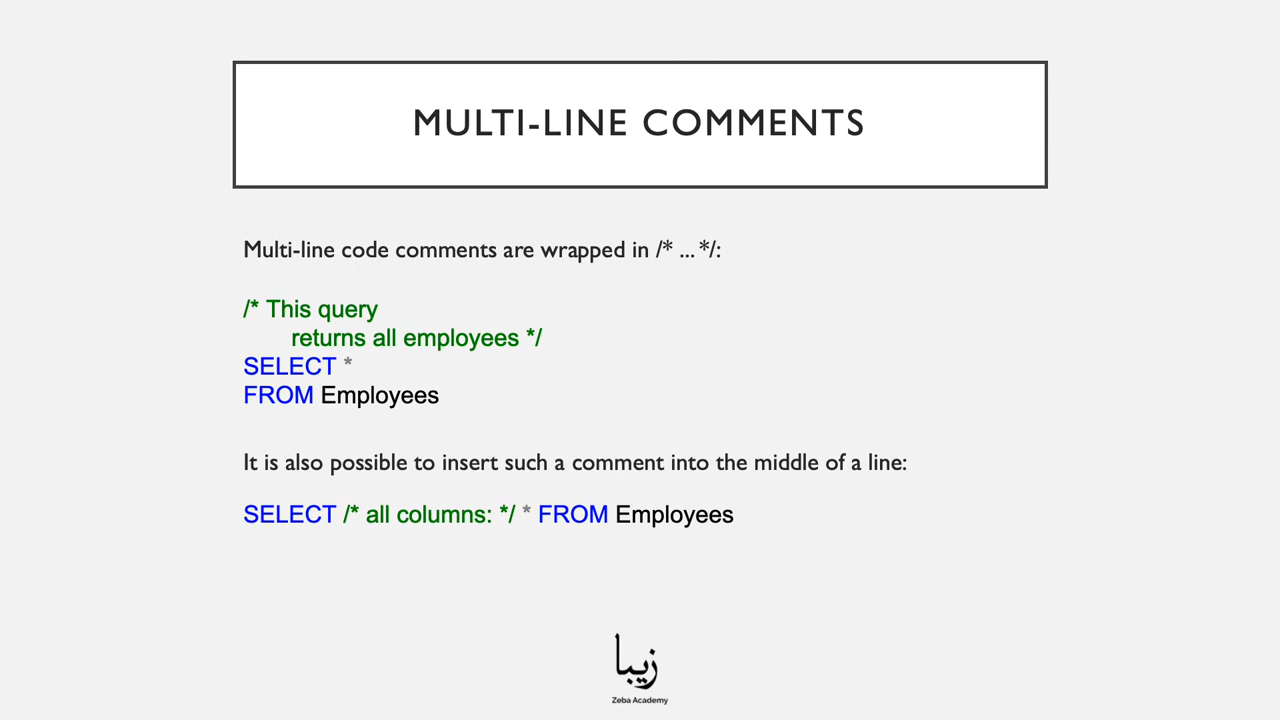 MULTI-LINE COMMENTS
Multi-line code comments are wrapped in /* ... */:
/* This query
returns all employees */
SELECT *
FROM Employees
It is also possible to insert such a comment into the middle of a line:
SELECT /* all columns: */ * FROM Employees
زيبا
Zeba Academy